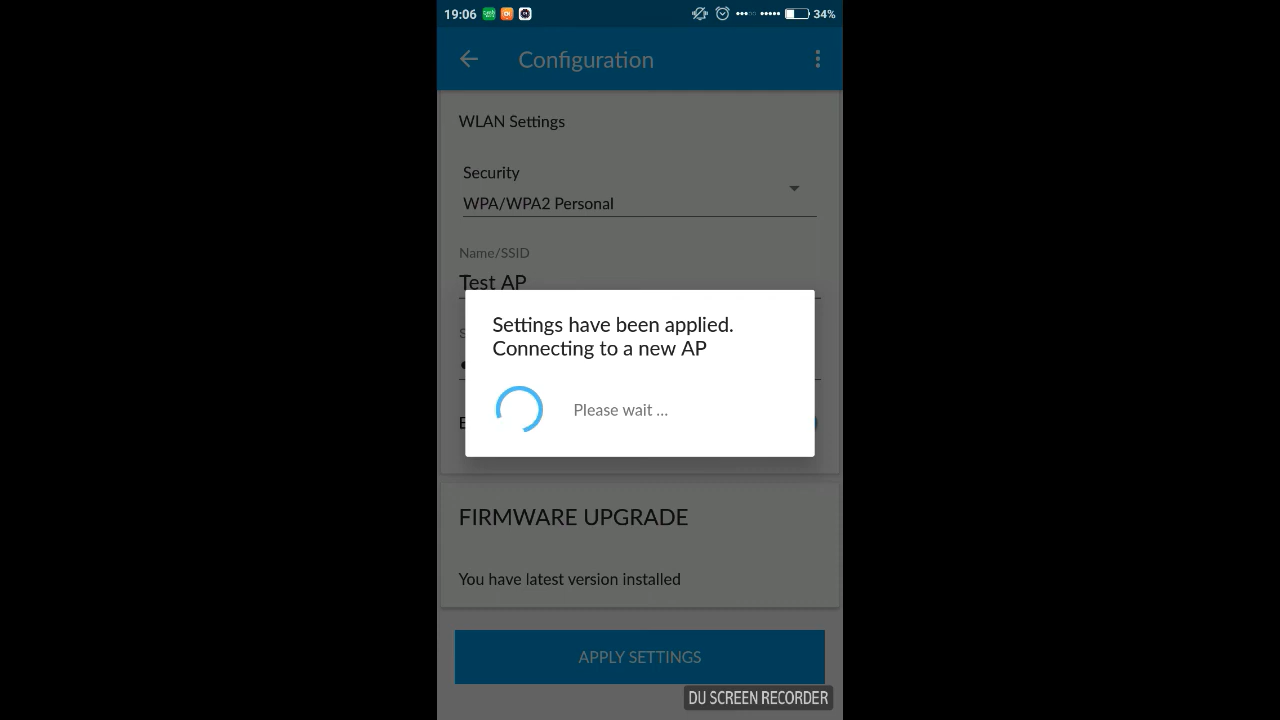 19:06
34%
Configuration
WLAN Settings
Security
WPA/WPA2 Personal
Name/SSID
Test AP
Settings have been applied.
Connecting to a new AP
Please wait ...
FIRMWARE UPGRADE
You have latest version installed
APPLY SETTINGS
DU SCREEN RECORDER